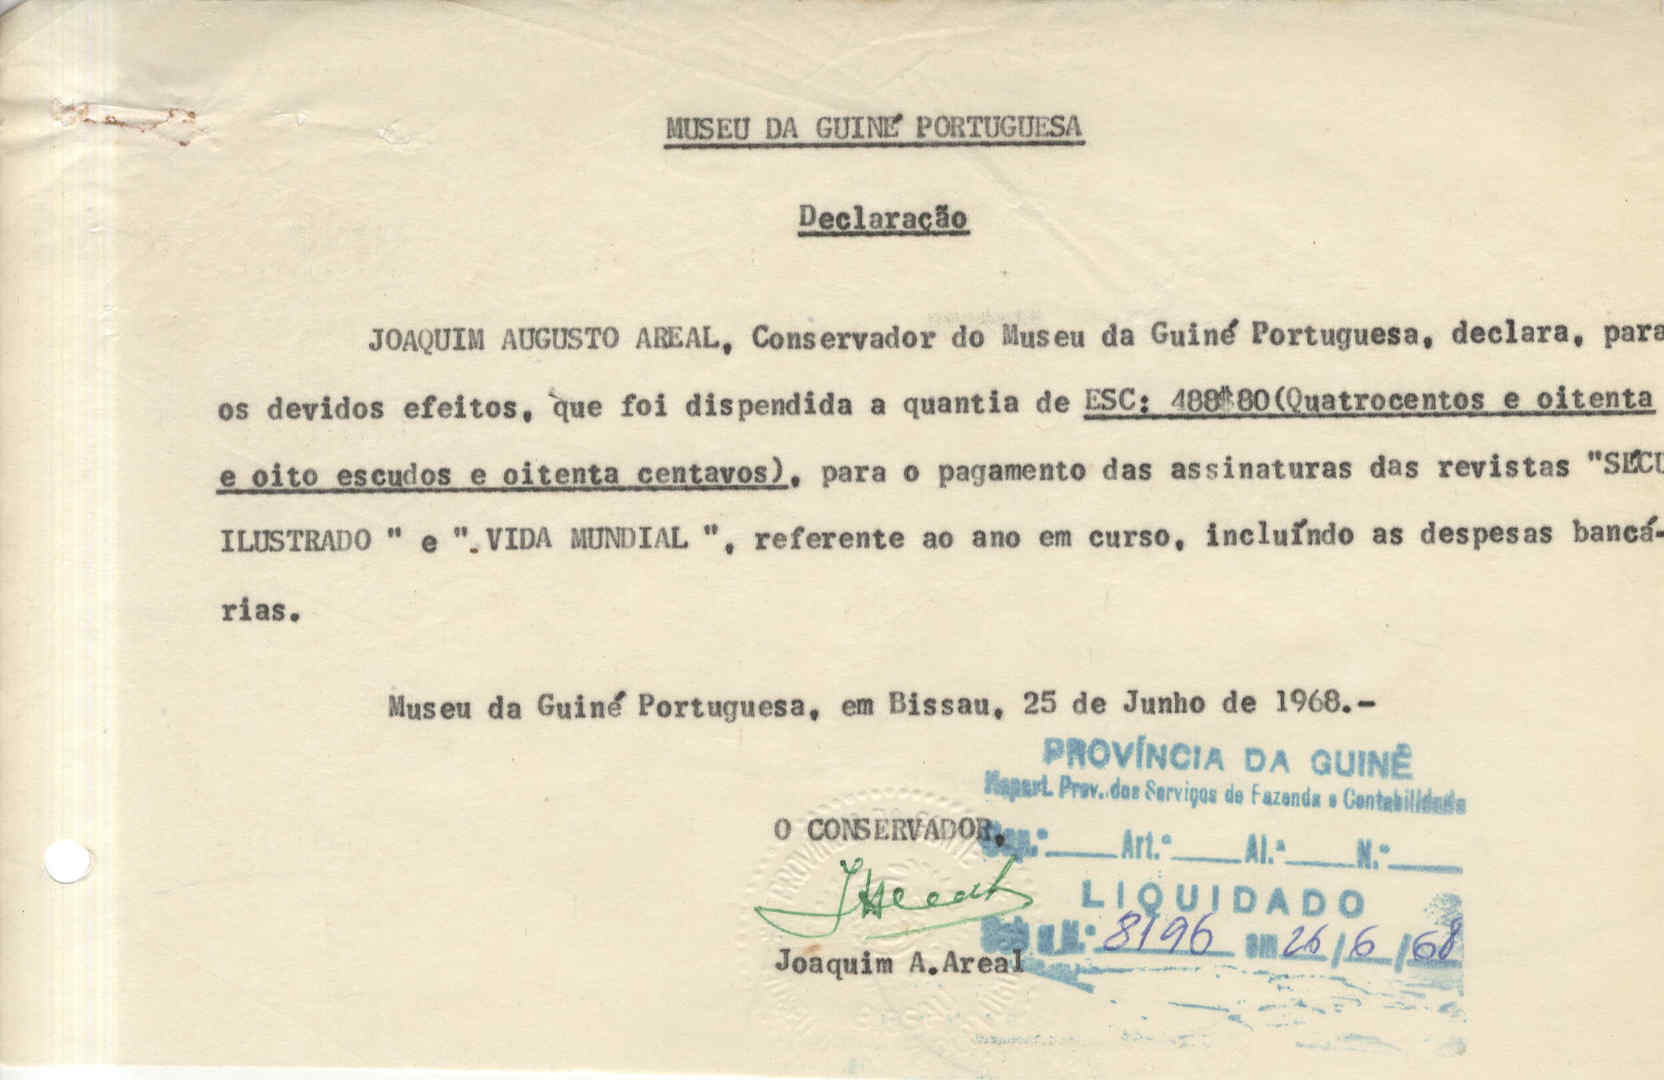 MUSEU DA GUINÉ PORTUGUESA
Declaração
JOAQUIM AUGUSTO AREAL, Conservador do Museu da Guiné Portuguesa, declara, para
os devidos efeitos, que foi dispendida a quantia de ESC: 488$80(Quatrocentos e oitenta
e oito escudos e oitenta centavos), para o pagamento das assinaturas das revistas "SÉCU
ILUSTRADO " e ". VIDA MUNDIAL ", referente ao ano em curso, incluíndo as despesas bancá-
rias.
Museu da Guiné Portuguesa, em Bissau, 25 de Junho de 1968.-
PROVÍNCIA DA GUINÉ
Repart. Prov. dos Serviços de Fazenda e Contabilidade
O CONSERVADOR,
Cap.º Art.º Al.ª N.º
LIQUIDADO
N.º 8196 em 26/6/68
Joaquim A.Areal